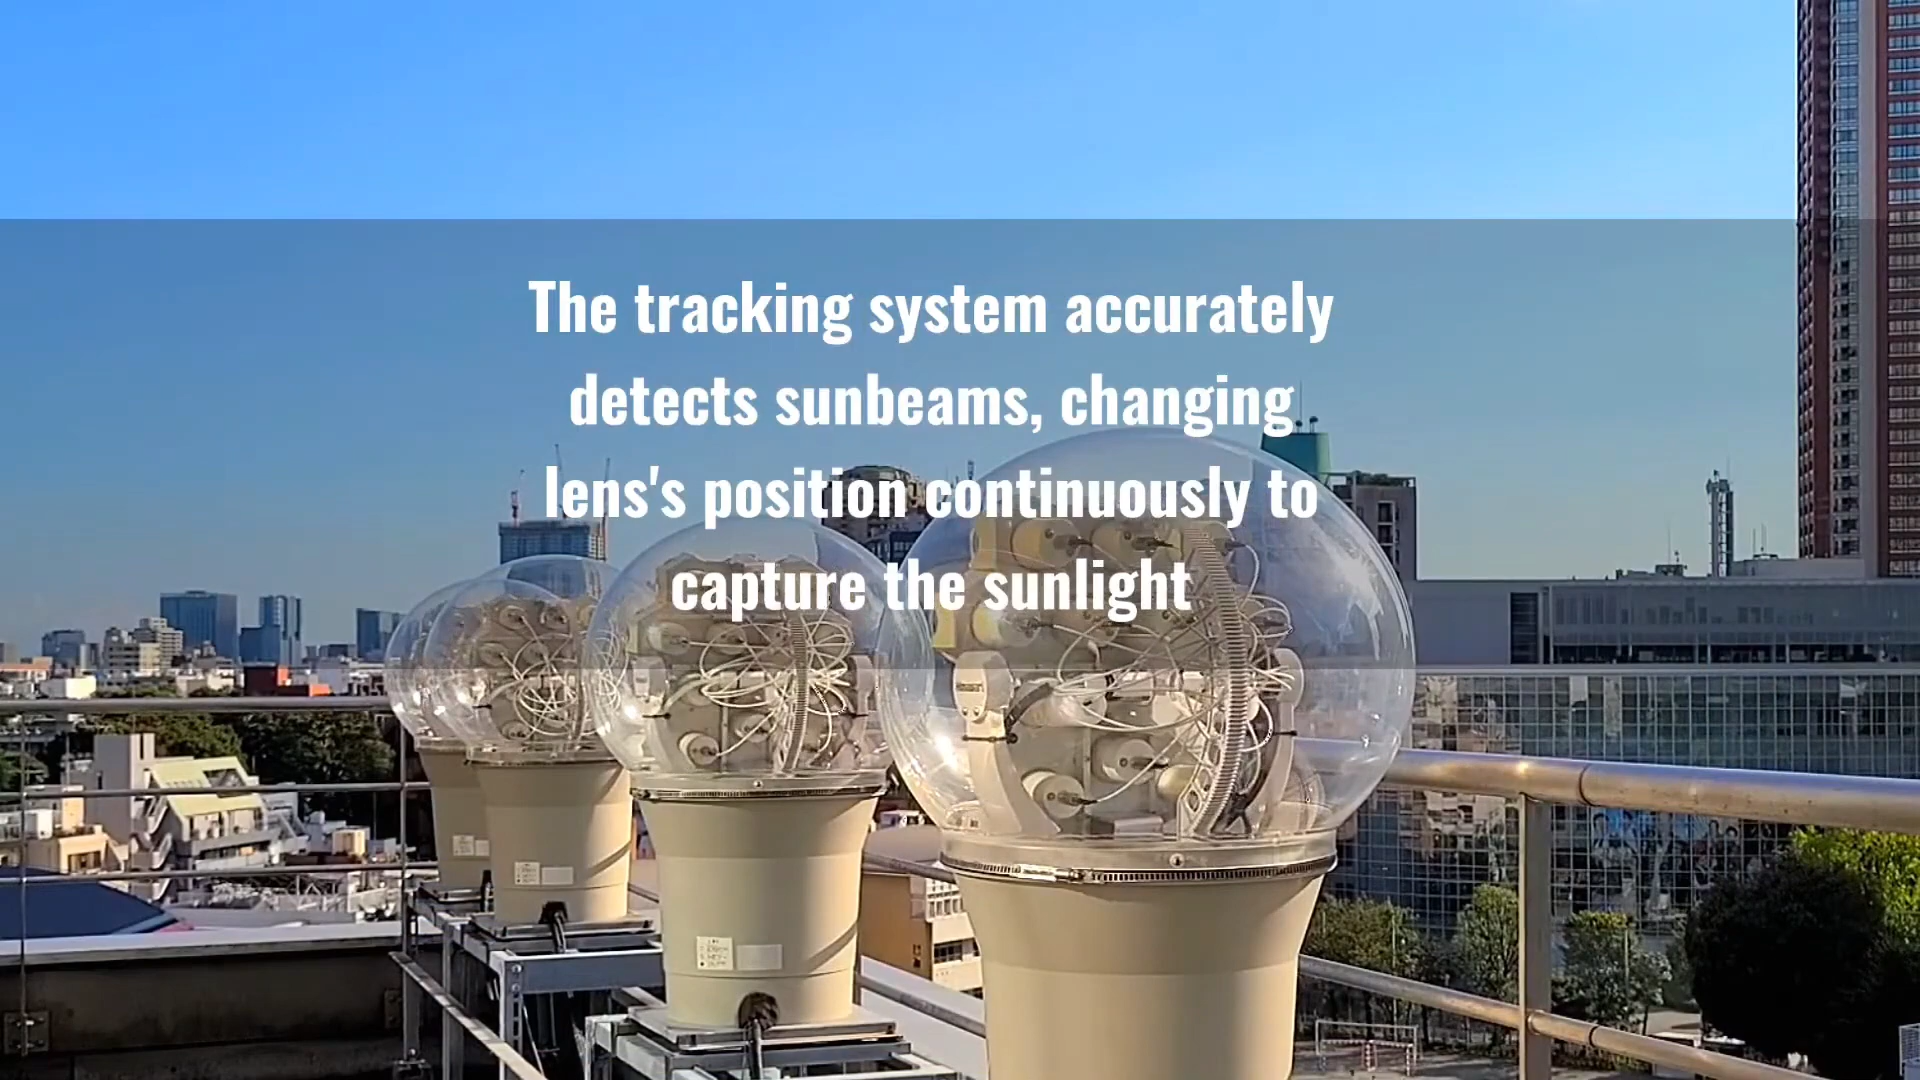 The tracking system accurately
detects sunbeams, changing
lens's position continuously to
capture the sunlight